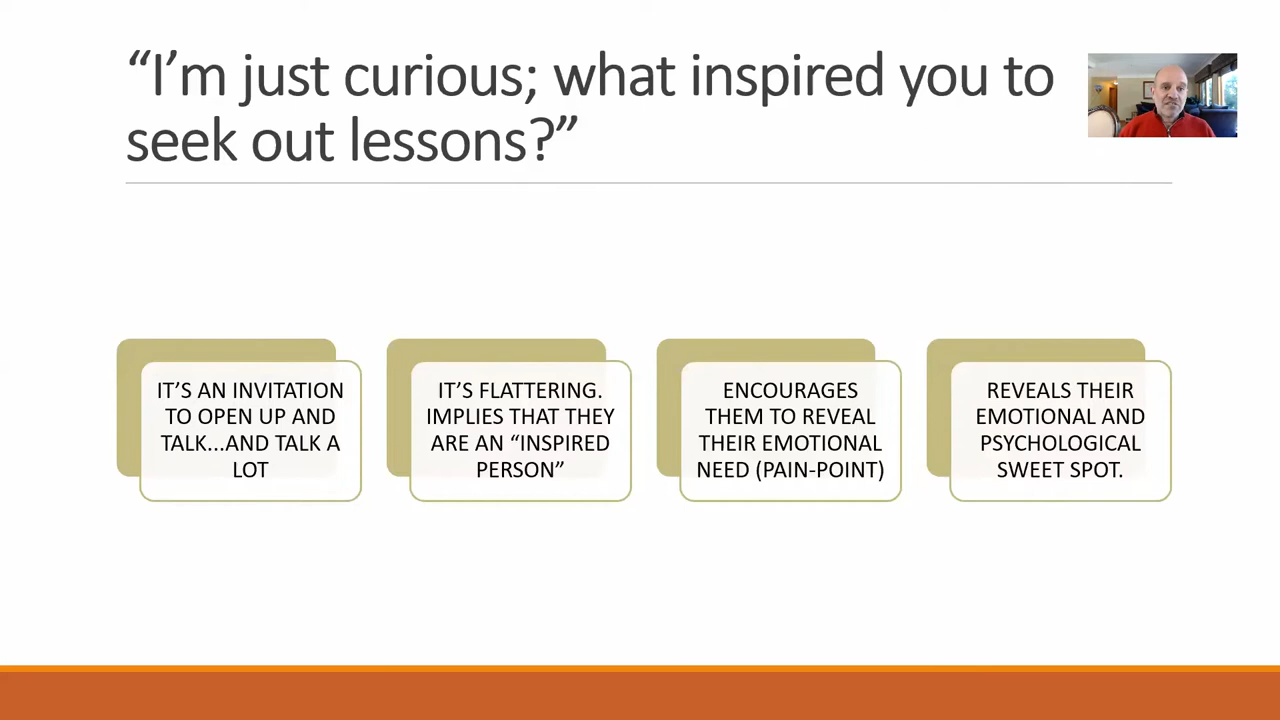 “I’m just curious; what inspired you to
seek out lessons?”
IT’S AN INVITATION
TO OPEN UP AND
TALK...AND TALK A
LOT
IT’S FLATTERING.
IMPLIES THAT THEY
ARE AN “INSPIRED
PERSON”
ENCOURAGES
THEM TO REVEAL
THEIR EMOTIONAL
NEED (PAIN-POINT)
REVEALS THEIR
EMOTIONAL AND
PSYCHOLOGICAL
SWEET SPOT.